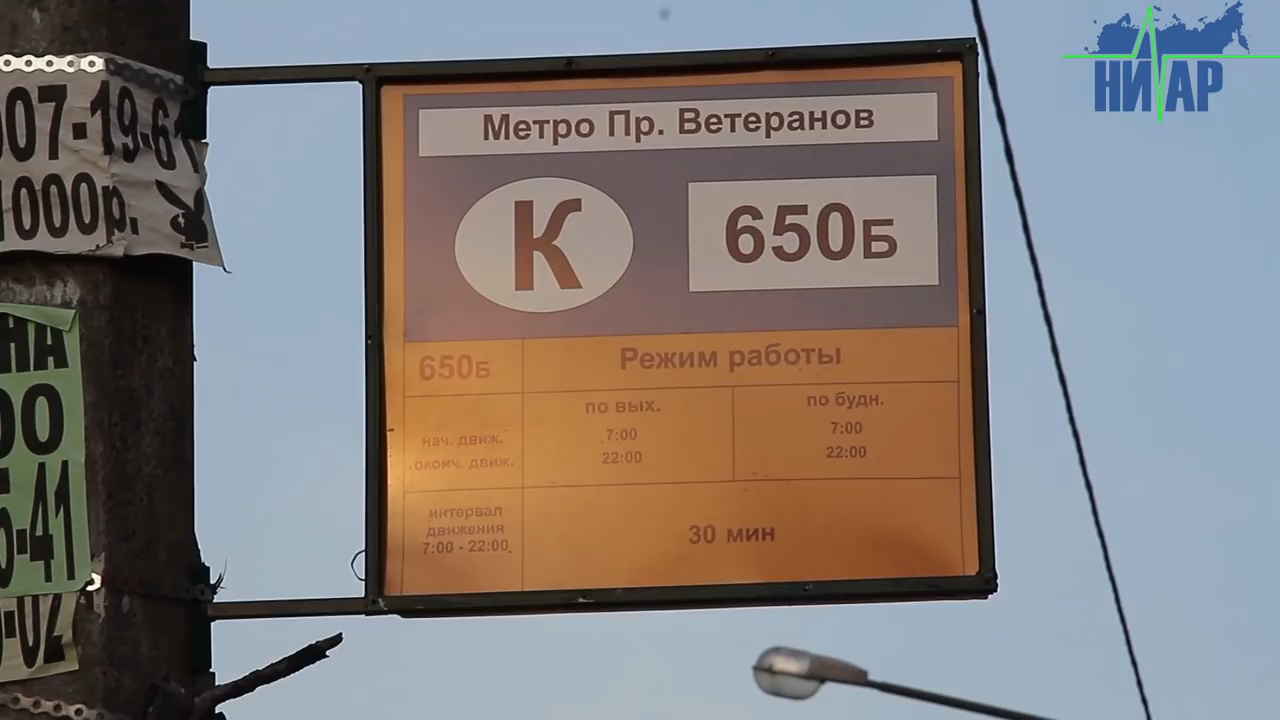 НИАР
007-19-61
1000р.
НА
5-41
-02
Метро Пр. Ветеранов
К
650Б
650Б
Режим работы
по вых.
по будн.
нач. движ.
7:00
7:00
оконч. движ.
22:00
22:00
интервал
движения
7:00 - 22:00
30 мин